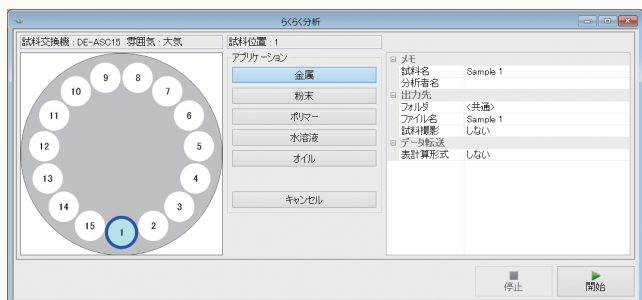 らくらく分析
試料交換機 : DE-ASC15 雰囲気 : 大気
試料位置 : 1
1
2
3
4
5
6
7
8
9
10
11
12
13
14
15
アプリケーション
金属
粉末
ポリマー
水溶液
オイル
キャンセル
メモ
試料名 Sample 1
分析者名
出力先
フォルダ <共通>
ファイル名 Sample 1
試料撮影 しない
データ転送
表計算形式 しない
停止
開始